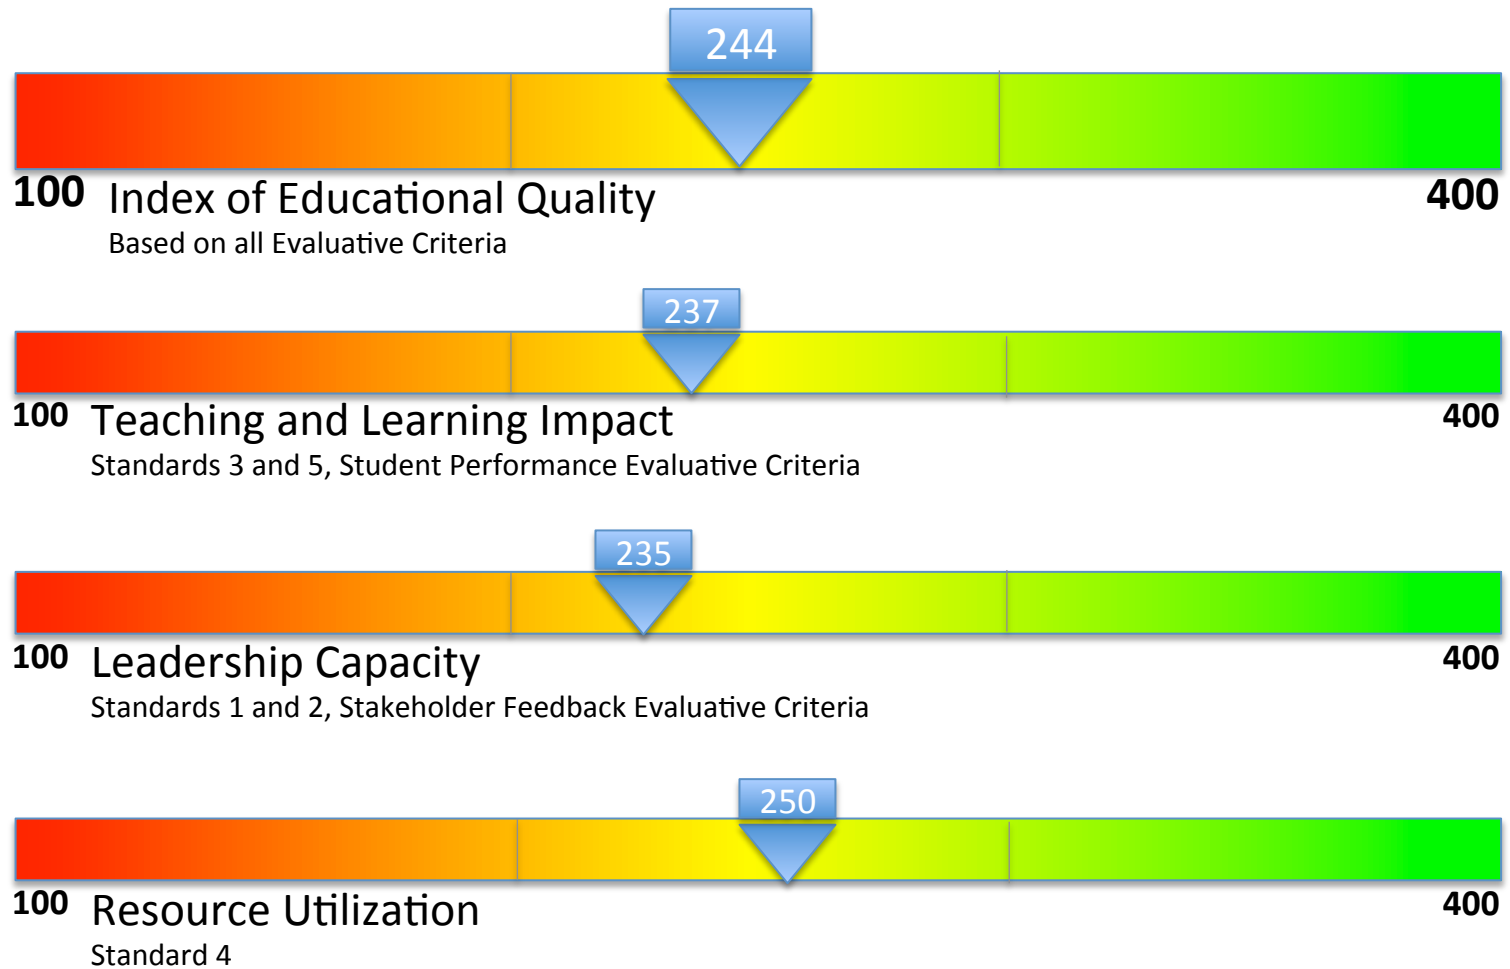 244
100 Index of Educational Quality 400
Based on all Evaluative Criteria
237
100 Teaching and Learning Impact 400
Standards 3 and 5, Student Performance Evaluative Criteria
235
100 Leadership Capacity 400
Standards 1 and 2, Stakeholder Feedback Evaluative Criteria
250
100 Resource Utilization 400
Standard 4